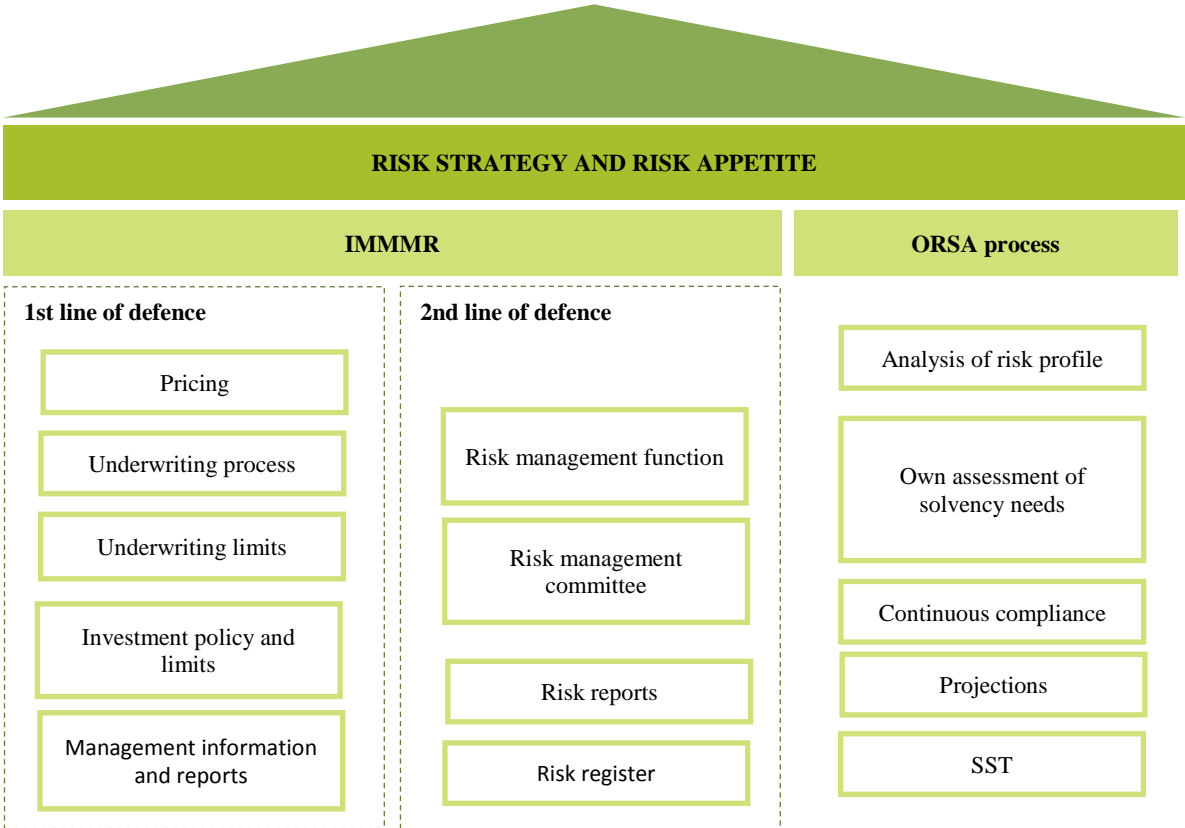 RISK STRATEGY AND RISK APPETITE
IMMMR
ORSA process
1st line of defence
Pricing
Underwriting process
Underwriting limits
Investment policy and
limits
Management information
and reports
2nd line of defence
Risk management function
Risk management
committee
Risk reports
Risk register
Analysis of risk profile
Own assessment of
solvency needs
Continuous compliance
Projections
SST